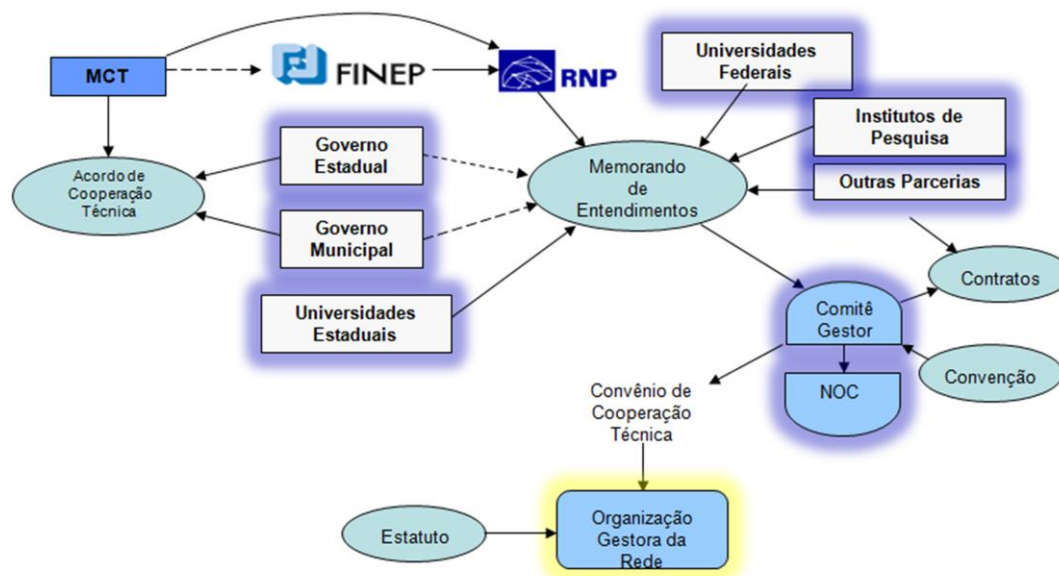 MCT
FINEP
RNP
Universidades
Federais
Institutos de
Pesquisa
Outras Parcerias
Governo
Estadual
Acordo de
Cooperação
Técnica
Memorando
de
Entendimentos
Governo
Municipal
Universidades
Estaduais
Contratos
Comitê
Gestor
Convenção
NOC
Convênio de
Cooperação
Técnica
Estatuto
Organização
Gestora da
Rede